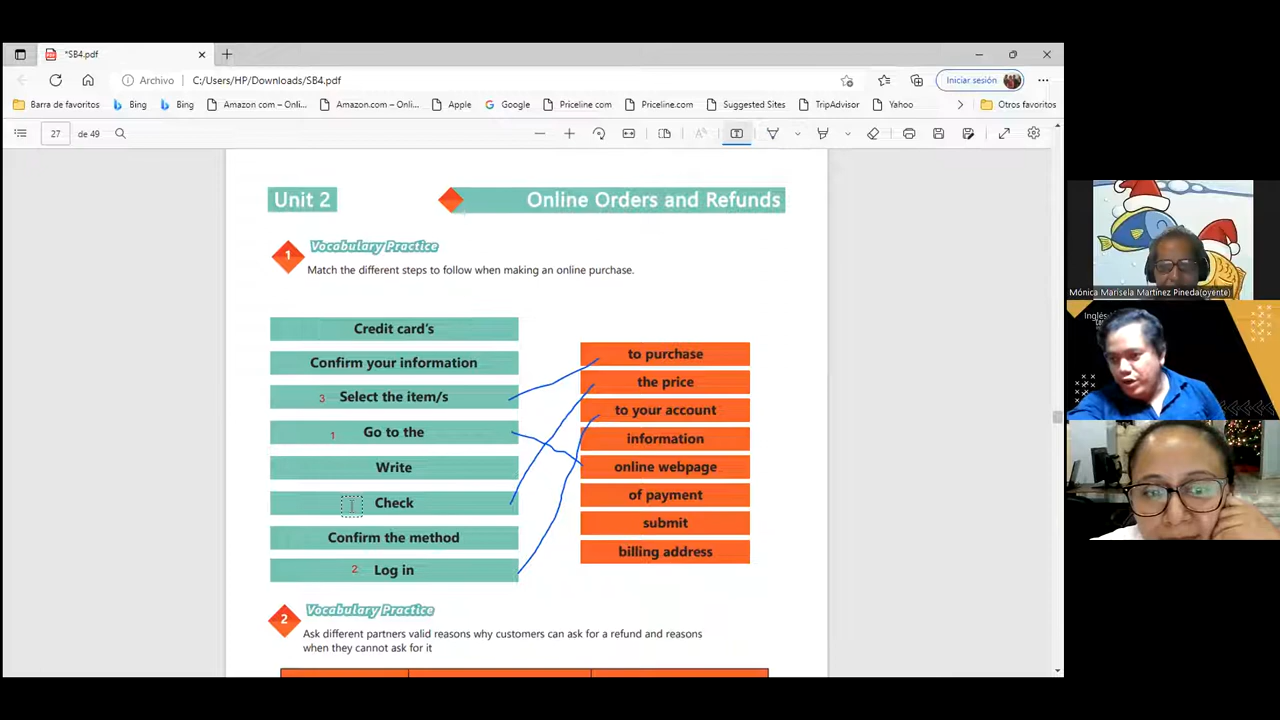 *SB4.pdf
Archivo
C:/Users/HP/Downloads/SB4.pdf
Iniciar sesión
Barra de favoritos
Bing
Bing
Amazon.com – Onli...
Amazon.com – Onli...
Apple
Google
Priceline.com
Priceline.com
Suggested Sites
TripAdvisor
Yahoo
Otros favoritos
27
de 49
Unit 2
Online Orders and Refunds
1
Vocabulary Practice
Match the different steps to follow when making an online purchase.
Credit card's
Confirm your information
3 Select the item/s
1 Go to the
Write
Check
Confirm the method
2 Log in
to purchase
the price
to your account
information
online webpage
of payment
submit
billing address
2
Vocabulary Practice
Ask different partners valid reasons why customers can ask for a refund and reasons
when they cannot ask for it
Mónica Marisela Martínez Pineda(oyente)